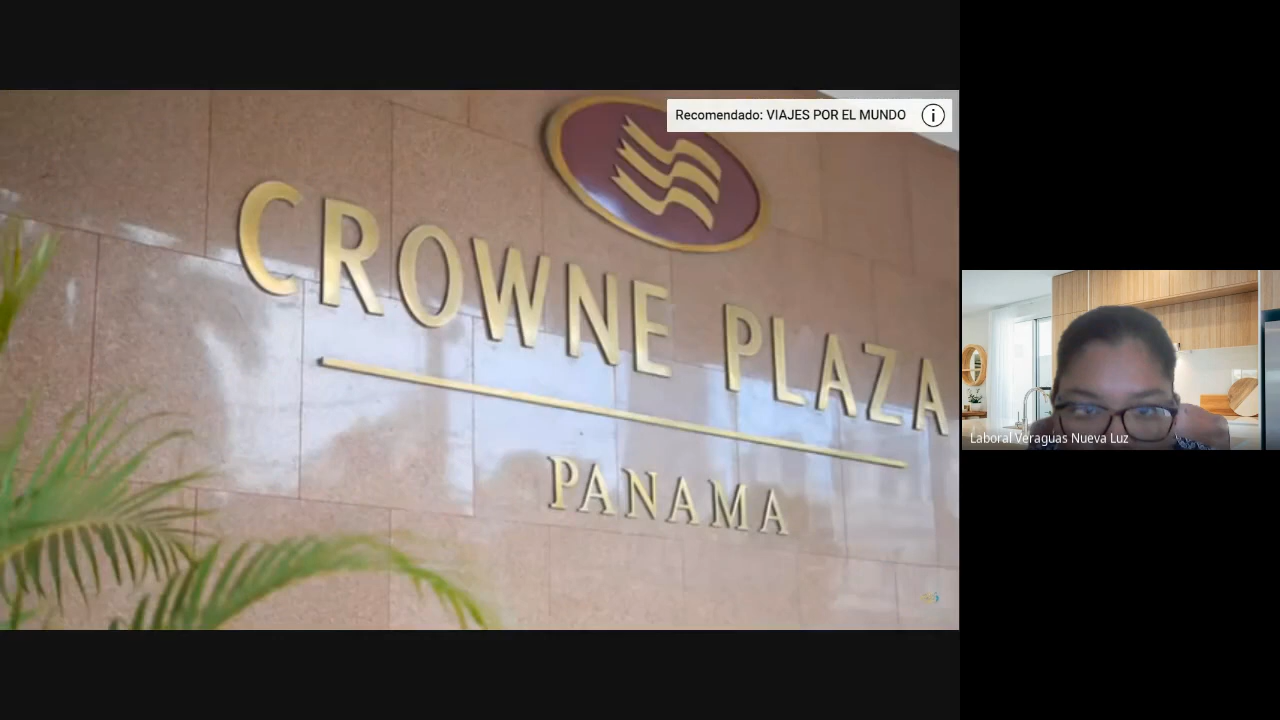 Recomendado: VIAJES POR EL MUNDO
CROWNE PLAZA
PANAMA
Laboral Veraguas Nueva Luz